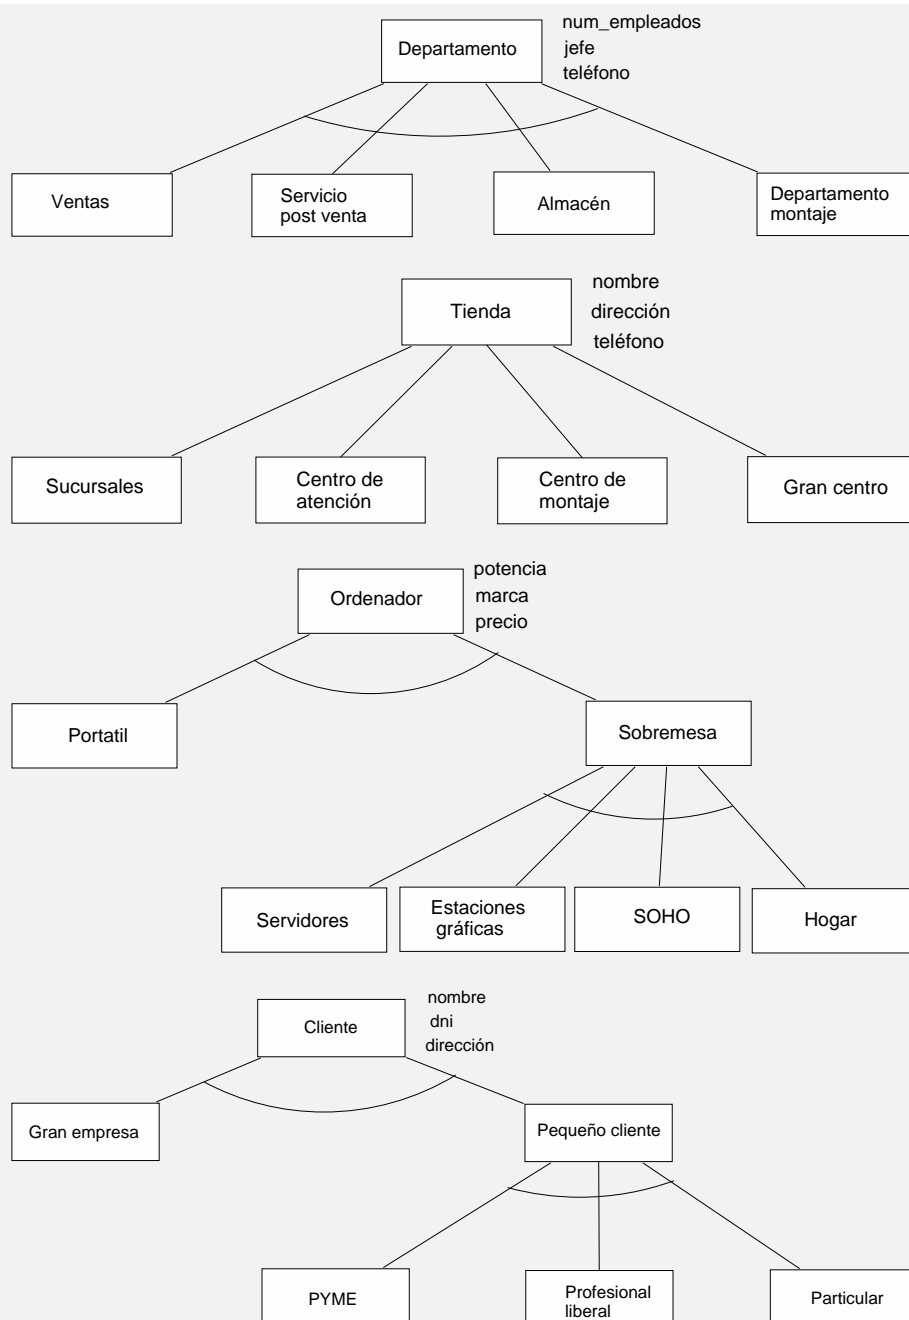 num_empleados
Departamento
jefe
teléfono
Ventas
Servicio
post venta
Almacén
Departamento
montaje
nombre
Tienda
dirección
teléfono
Sucursales
Centro de
atención
Centro de
montaje
Gran centro
potencia
Ordenador
marca
precio
Portatil
Sobremesa
Servidores
Estaciones
gráficas
SOHO
Hogar
nombre
Cliente
dni
dirección
Gran empresa
Pequeño cliente
PYME
Profesional
liberal
Particular